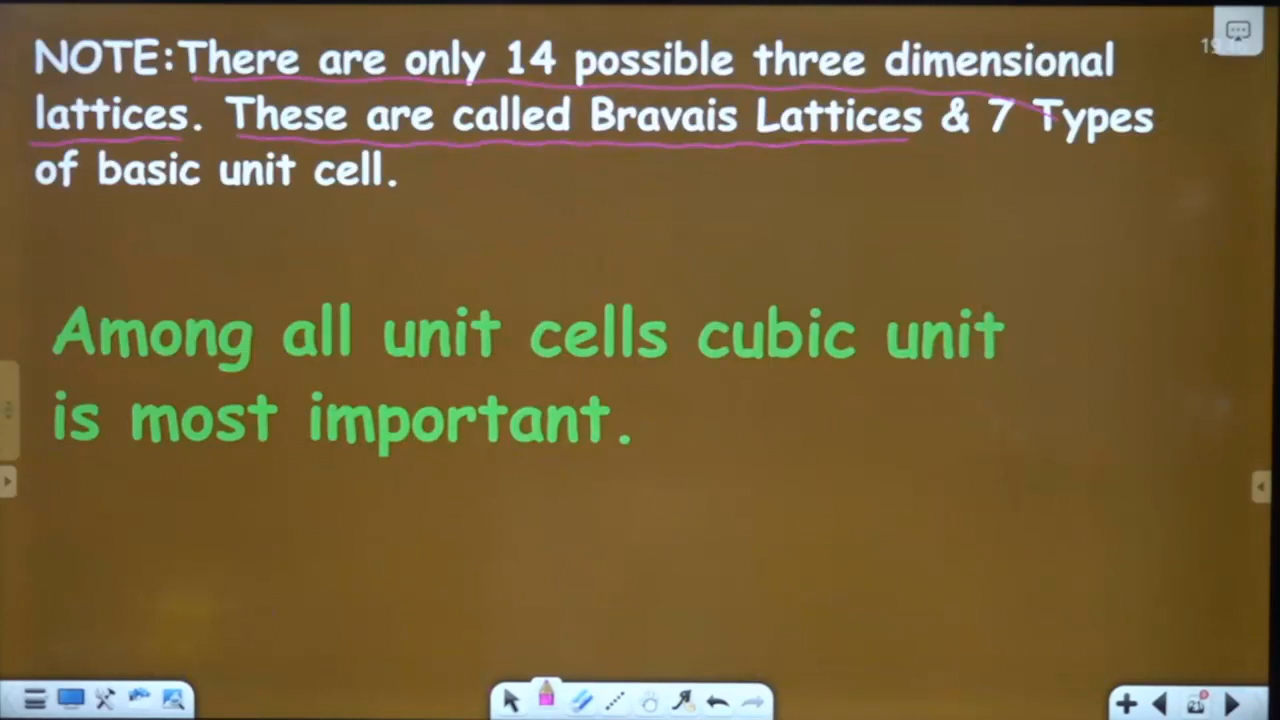 NOTE:There are only 14 possible three dimensional
lattices. These are called Bravais Lattices & 7 Types
of basic unit cell.
Among all unit cells cubic unit
is most important.
21